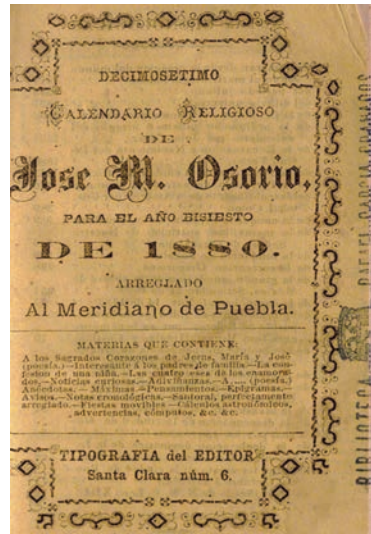 DECIMOSETIMO
CALENDARIO RELIGIOSO
DE
Jose M. Osorio,
PARA EL AÑO BISIESTO
DE 1880.
ARREGLADO
Al Meridiano de Puebla.
MATERIAS QUE CONTIENE:
A los Sagrados Corazones de Jesus, María y José
(poesía.)—Interesante á los padres de familia.—La con-
fesion de una niña.—Las cuatro eses de los enamora-
dos.—Noticias curiosas.—Adivinanzas.—A.... (poesía.)
Anécdotas.—Máximas—Pensamientos.—Epígramas.—
Avisos.—Notas cronológicas.—Santoral, perfectamente
arreglado.—Fiestas movibles—Cálculos astronómicos,
advertencias, cómputos, &c. &c.
TIPOGRAFIA del EDITOR
Santa Clara núm. 6.
BIBLIOTECA
RAFAEL GARCIA GRANADOS